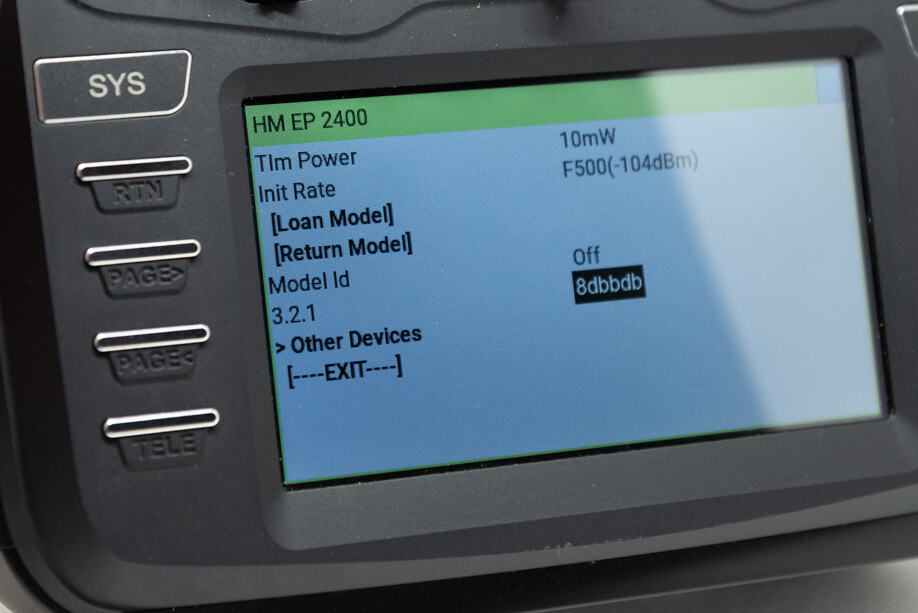 SYS
RTN
PAGE>
PAGE<
TELE
HM EP 2400
Tlm Power 10mW
Init Rate F500(-104dBm)
[Loan Model]
[Return Model]
Model Id Off
3.2.1 8dbbdb
> Other Devices
[----EXIT----]